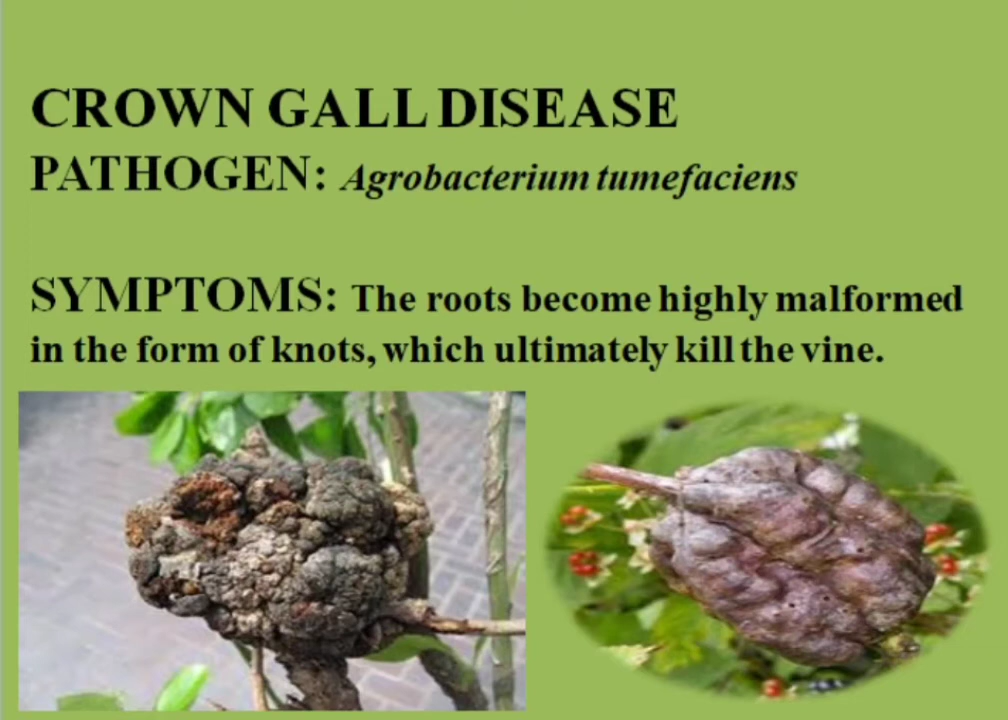 CROWN GALL DISEASE
PATHOGEN: Agrobacterium tumefaciens
SYMPTOMS: The roots become highly malformed
in the form of knots, which ultimately kill the vine.